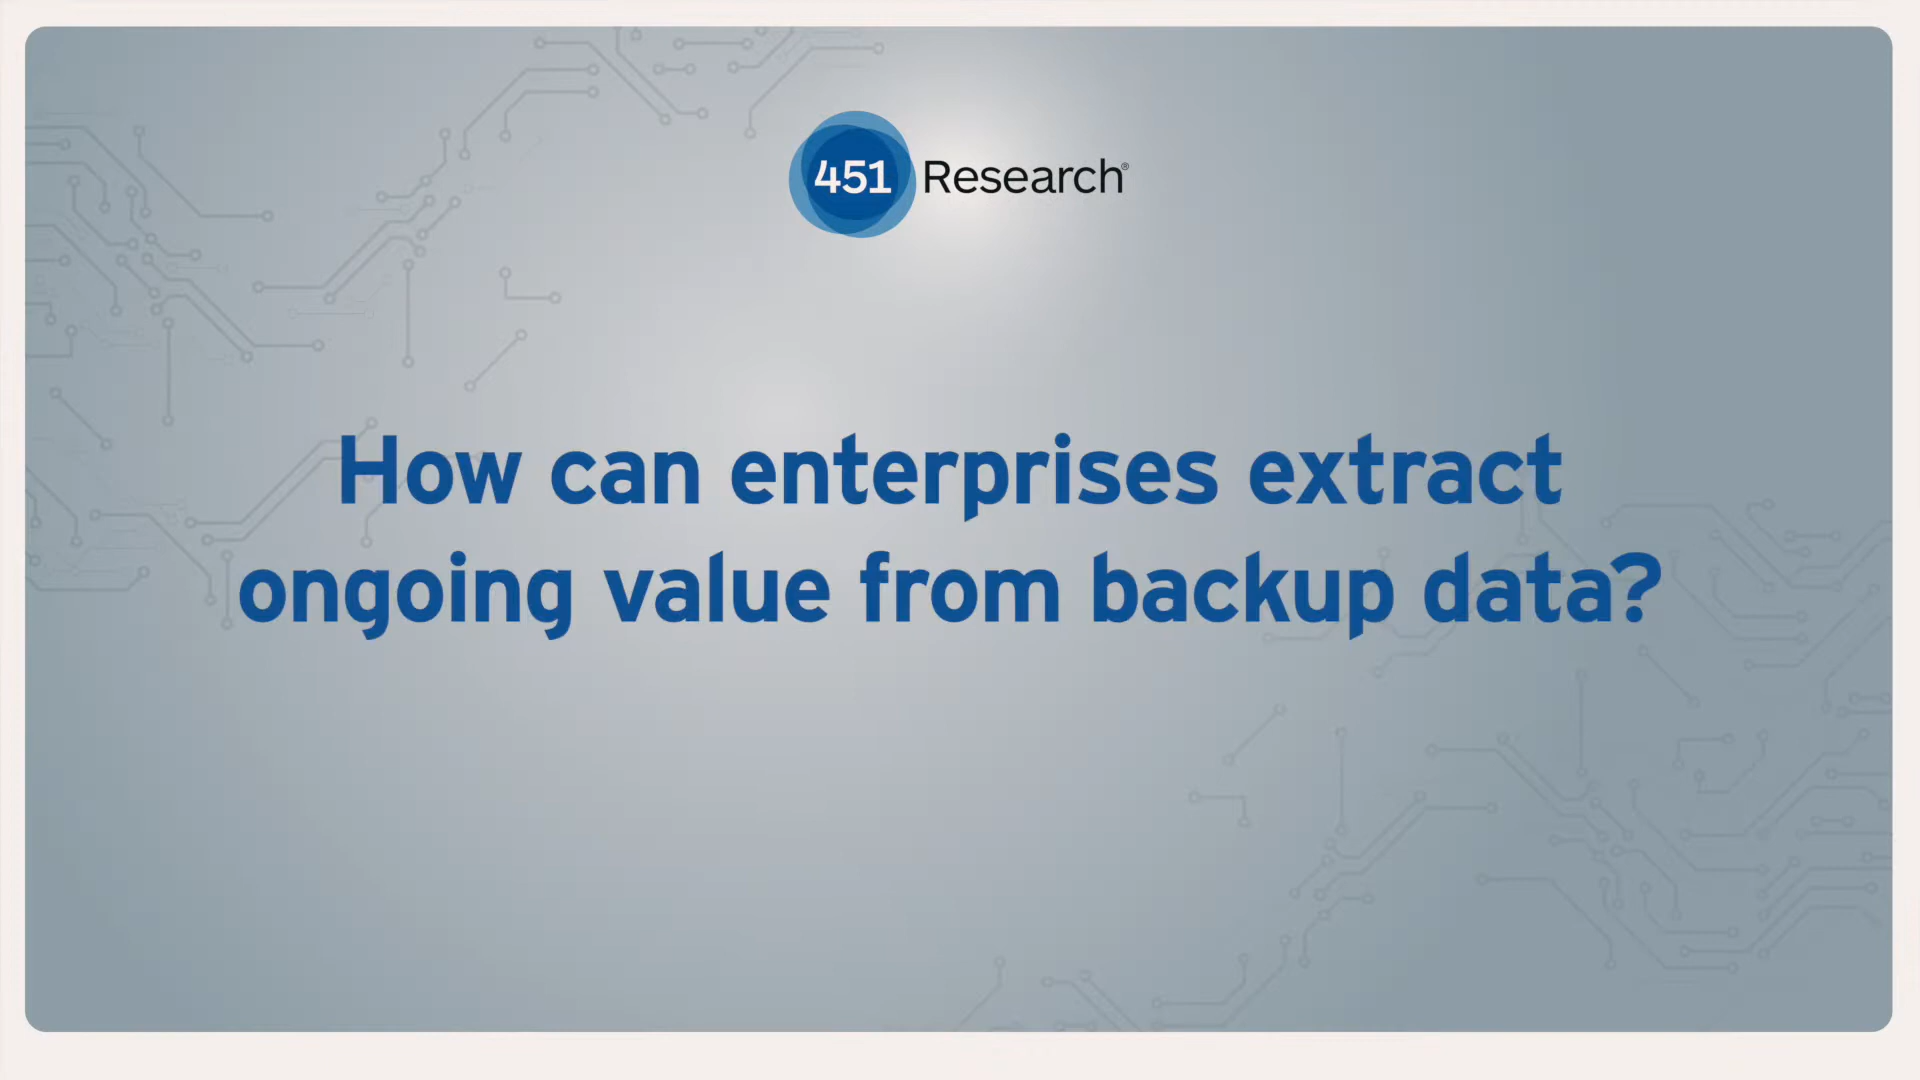 451 Research®
How can enterprises extract
ongoing value from backup data?